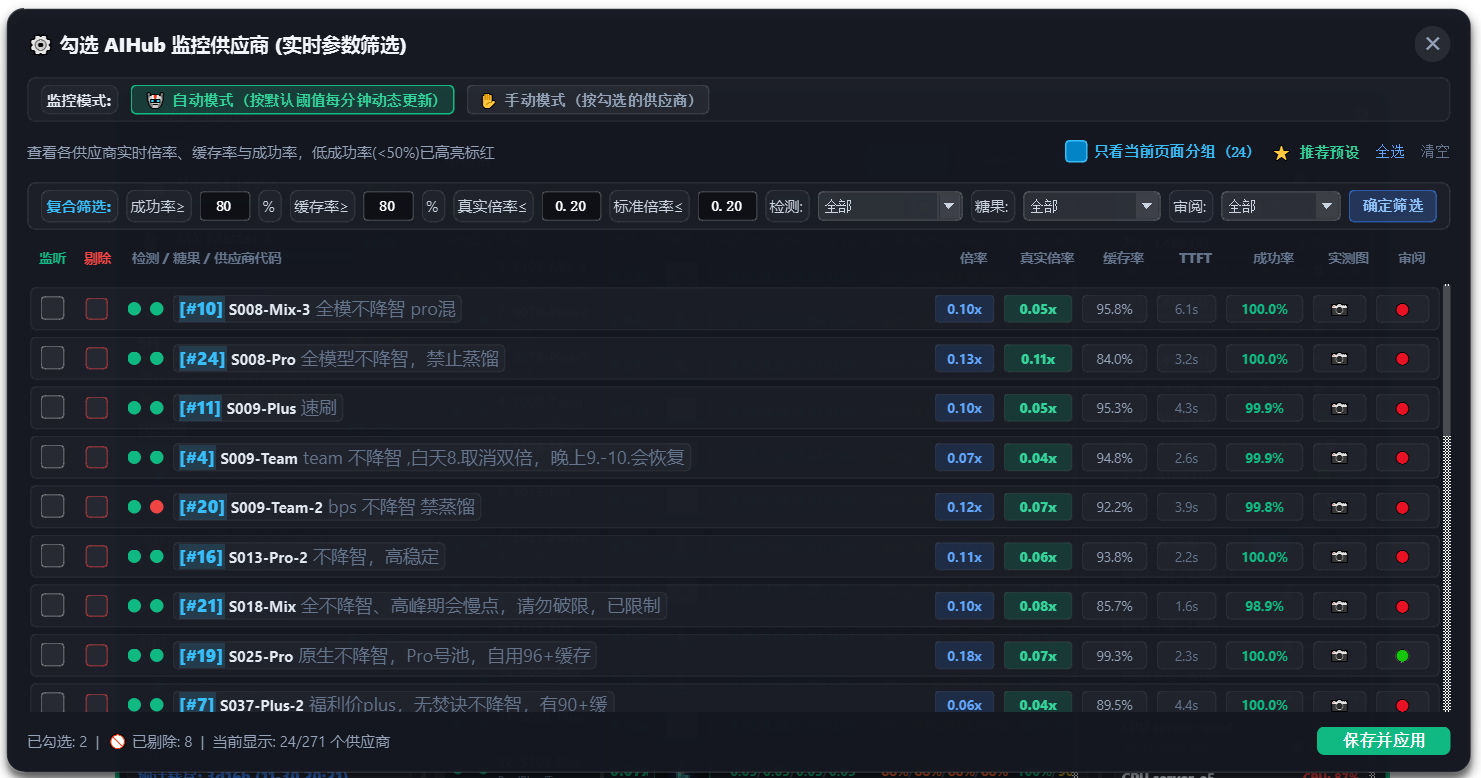 勾选 AIHub 监控供应商 (实时参数筛选)
监控模式: 自动模式（按默认阈值每分钟动态更新） 手动模式（按勾选的供应商）
查看各供应商实时倍率、缓存率与成功率，低成功率(<50%)已高亮标红 只看当前页面分组（24） 推荐预设 全选 清空
复合筛选: 成功率≥ 80 % 缓存率≥ 80 % 真实倍率≤ 0.20 标准倍率≤ 0.20 检测: 全部 糖果: 全部 审阅: 全部 确定筛选
监听 剔除 检测 / 糖果 / 供应商代码 倍率 真实倍率 缓存率 TTFT 成功率 实测图 审阅
[#10] S008-Mix-3 全模不降智 pro混 0.10x 0.05x 95.8% 6.1s 100.0%
[#24] S008-Pro 全模型不降智，禁止蒸馏 0.13x 0.11x 84.0% 3.2s 100.0%
[#11] S009-Plus 速刷 0.10x 0.05x 95.3% 4.3s 99.9%
[#4] S009-Team team 不降智 ,白天8.取消双倍，晚上9.-10.会恢复 0.07x 0.04x 94.8% 2.6s 99.9%
[#20] S009-Team-2 bps 不降智 禁蒸馏 0.12x 0.07x 92.2% 3.9s 99.8%
[#16] S013-Pro-2 不降智，高稳定 0.11x 0.06x 93.8% 2.2s 100.0%
[#21] S018-Mix 全不降智、高峰期会慢点，请勿破限，已限制 0.10x 0.08x 85.7% 1.6s 98.9%
[#19] S025-Pro 原生不降智，Pro号池，自用96+缓存 0.18x 0.07x 99.3% 2.3s 100.0%
[#7] S037-Plus-2 福利价plus，无焚诀不降智，有90+缓 0.06x 0.04x 89.5% 4.4s 100.0%
已勾选: 2 | 已剔除: 8 | 当前显示: 24/271 个供应商 保存并应用